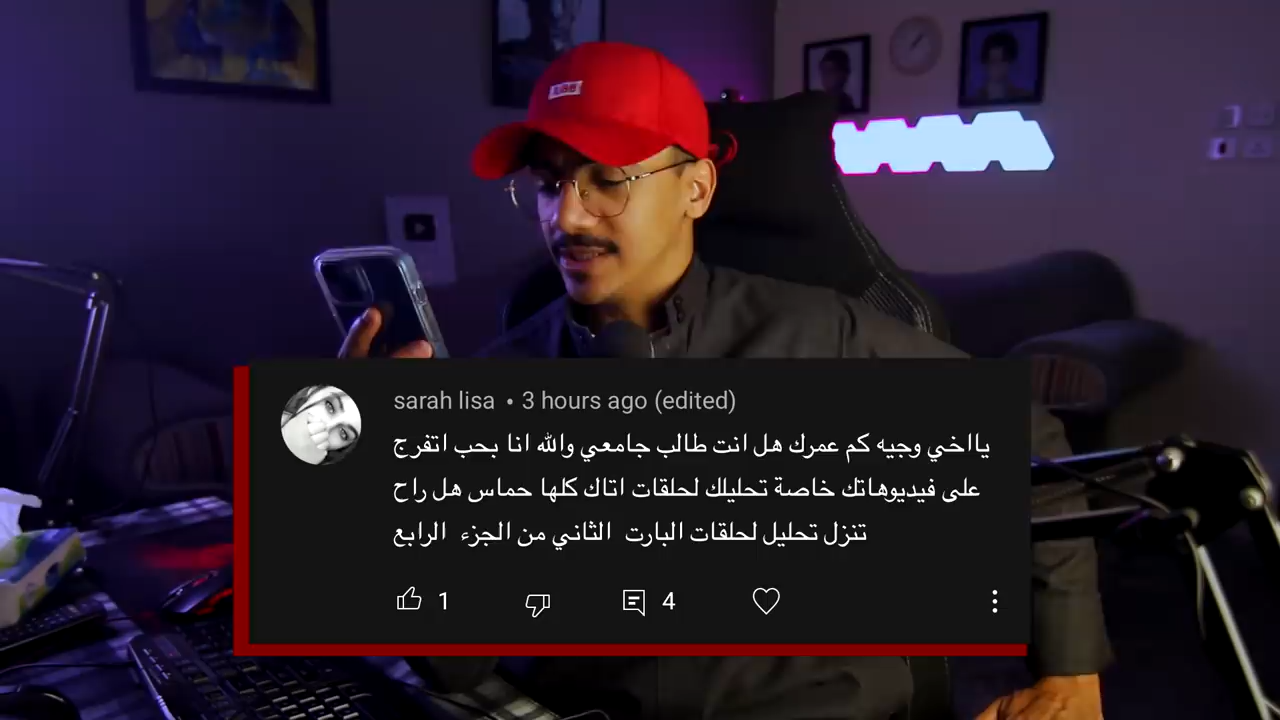 sarah lisa • 3 hours ago (edited)
يااخي وجيه كم عمرك هل انت طالب جامعي والله انا بحب اتفرج
على فيديوهاتك خاصة تحليلك لحلقات اتاك كلها حماس هل راح
تنزل تحليل لحلقات البارت الثاني من الجزء الرابع
1
4